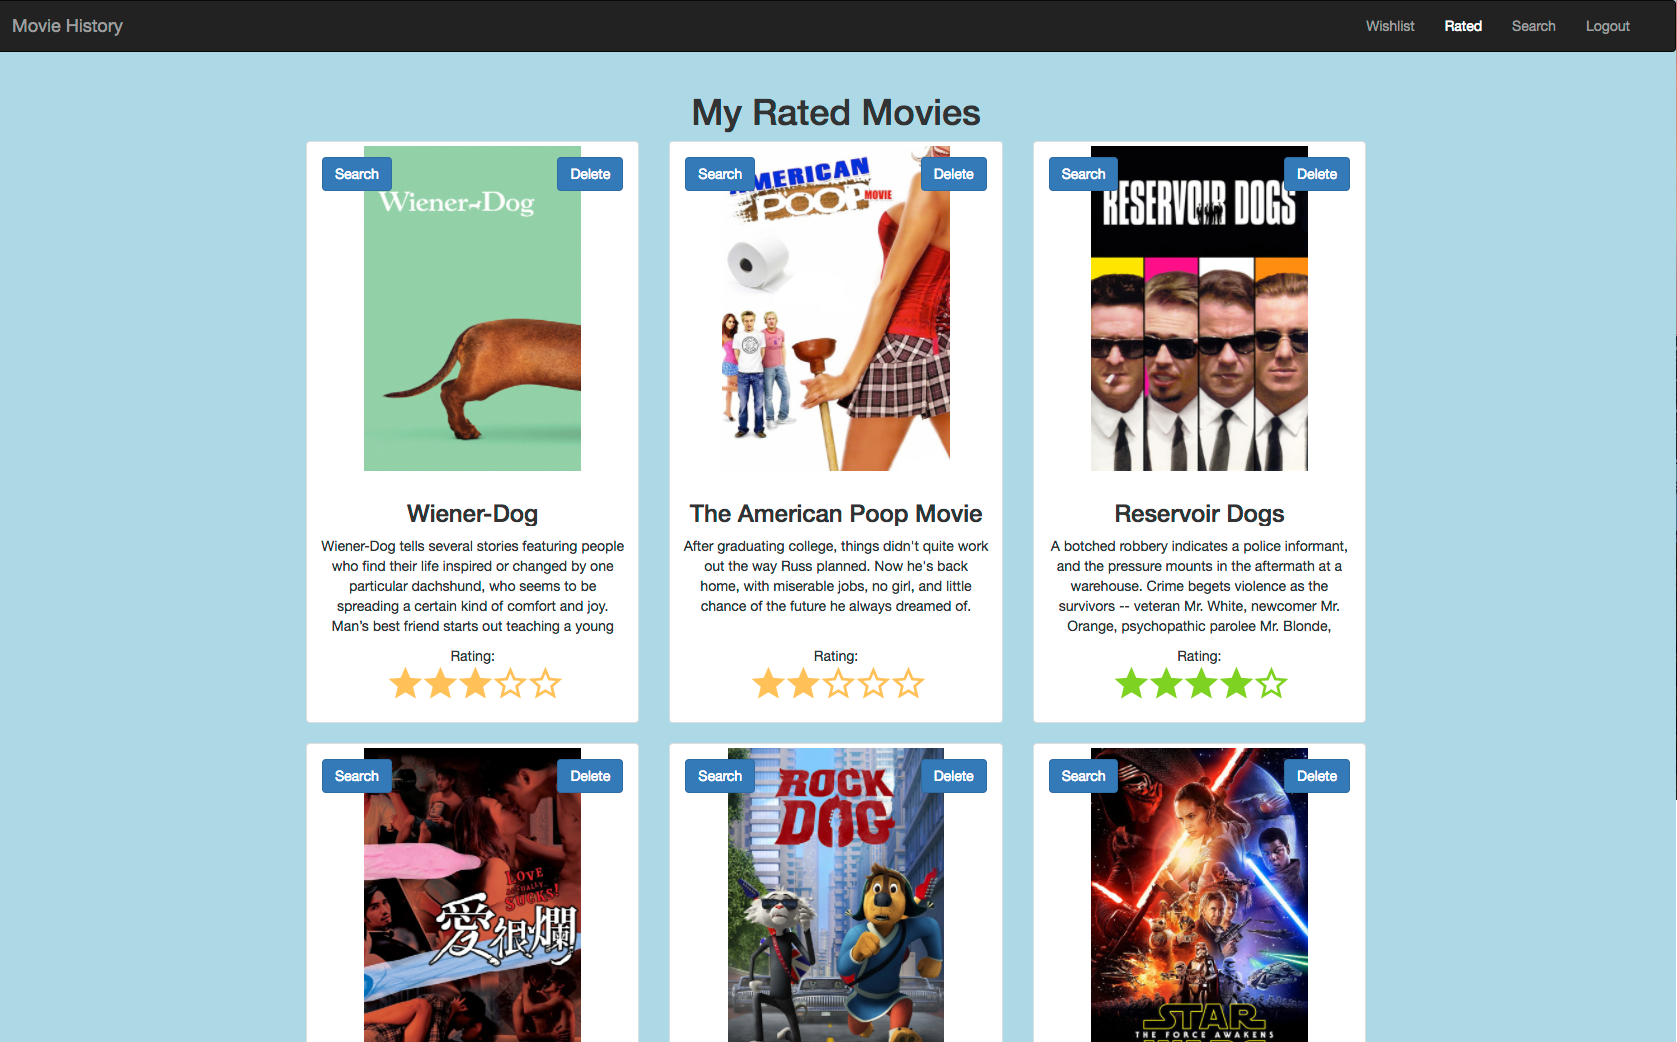 Movie History
Wishlist
Rated
Search
Logout
My Rated Movies
Search
Delete
Wiener-Dog
Wiener-Dog
Wiener-Dog tells several stories featuring people
who find their life inspired or changed by one
particular dachshund, who seems to be
spreading a certain kind of comfort and joy.
Man's best friend starts out teaching a young
Rating:
Search
Delete
AMERICAN
POOP MOVIE
The American Poop Movie
After graduating college, things didn't quite work
out the way Russ planned. Now he's back
home, with miserable jobs, no girl, and little
chance of the future he always dreamed of.
Rating:
Search
Delete
RESERVOIR DOGS
Reservoir Dogs
A botched robbery indicates a police informant,
and the pressure mounts in the aftermath at a
warehouse. Crime begets violence as the
survivors -- veteran Mr. White, newcomer Mr.
Orange, psychopathic parolee Mr. Blonde,
Rating:
Search
Delete
LOVE
ACTUALLY...
SUCKS!
愛很爛
Search
Delete
ROCK
DOG
Search
Delete
STAR
THE FORCE AWAKENS
WARS